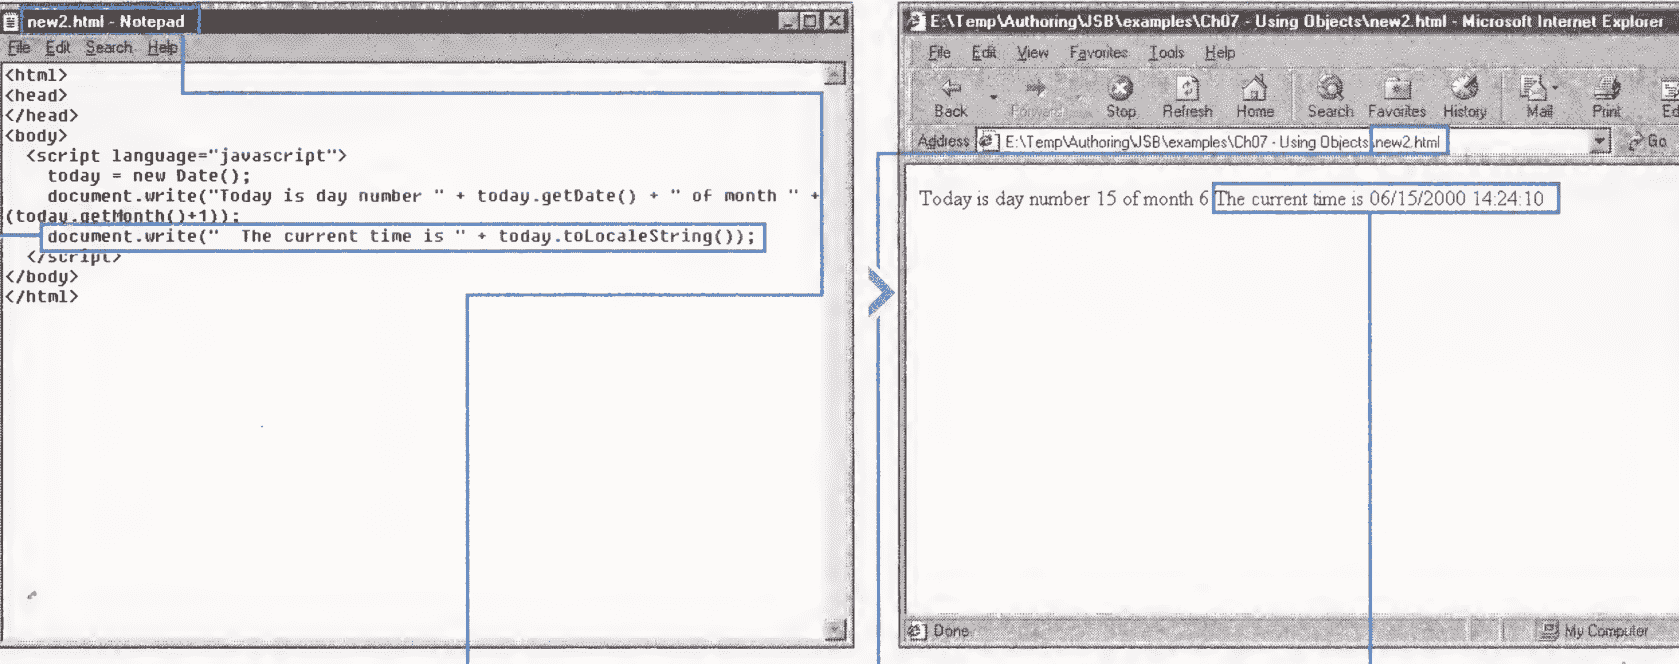 new2.html - Notepad
File Edit Search Help
<html>
<head>
</head>
<body>
<script language="javascript">
today = new Date();
document.write("Today is day number " + today.getDate() + " of month " +
(today.getMonth()+1));
document.write("  The current time is " + today.toLocaleString());
</script>
</body>
</html>
E:\Temp\Authoring\JSB\examples\Ch07 - Using Objects\new2.html - Microsoft Internet Explorer
File Edit View Favorites Tools Help
Back Forward Stop Refresh Home Search Favorites History Mail Print Ed
Address E:\Temp\Authoring\JSB\examples\Ch07 - Using Objects\new2.html Go
Today is day number 15 of month 6 The current time is 06/15/2000 14:24:10
Done My Computer